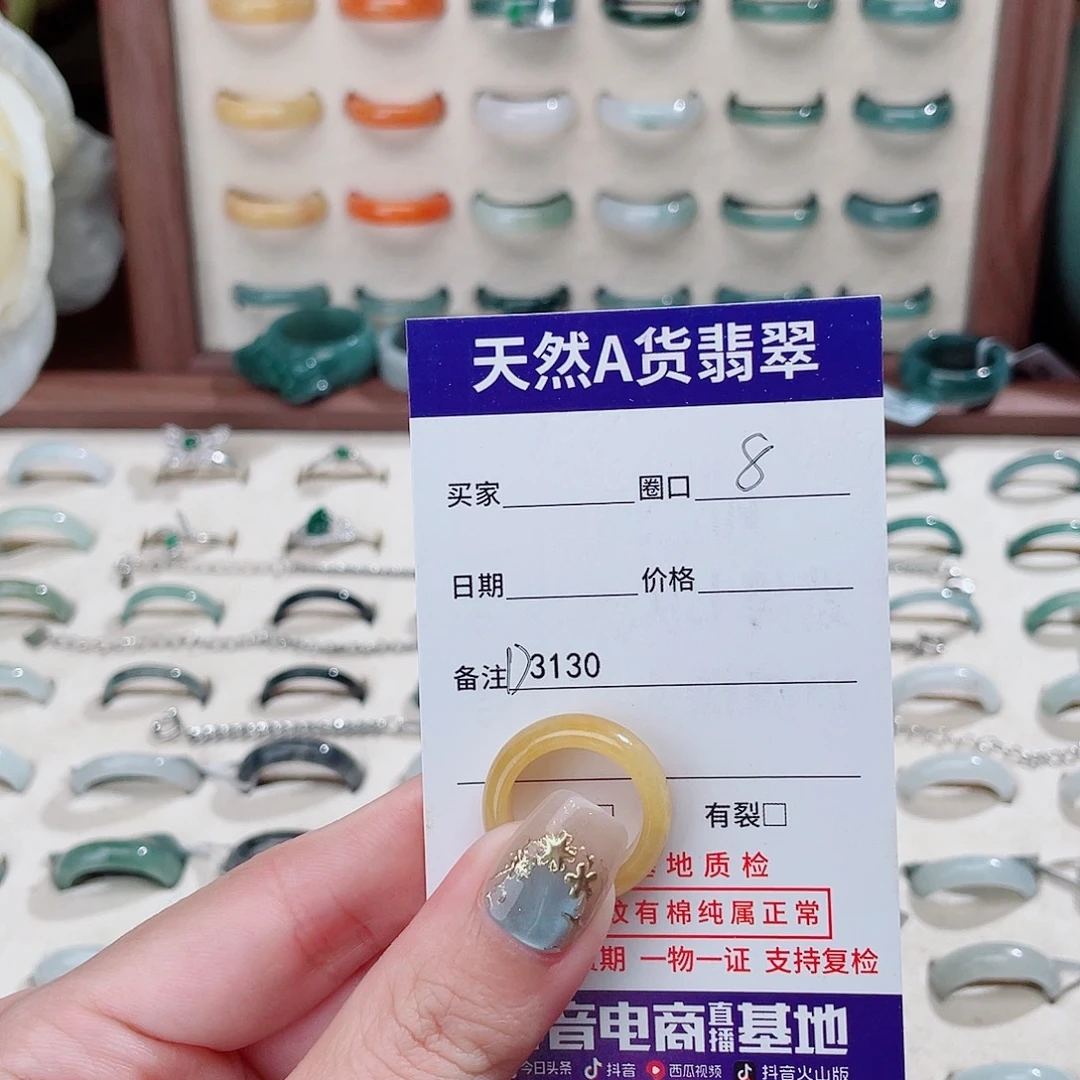 天然A货翡翠
买家 圈口 8
日期 价格
备注 D3130
有裂□
地质检
有棉纯属正常
期 一物一证 支持复检
音电商直播基地
今日头条 抖音 西瓜视频 抖音火山版